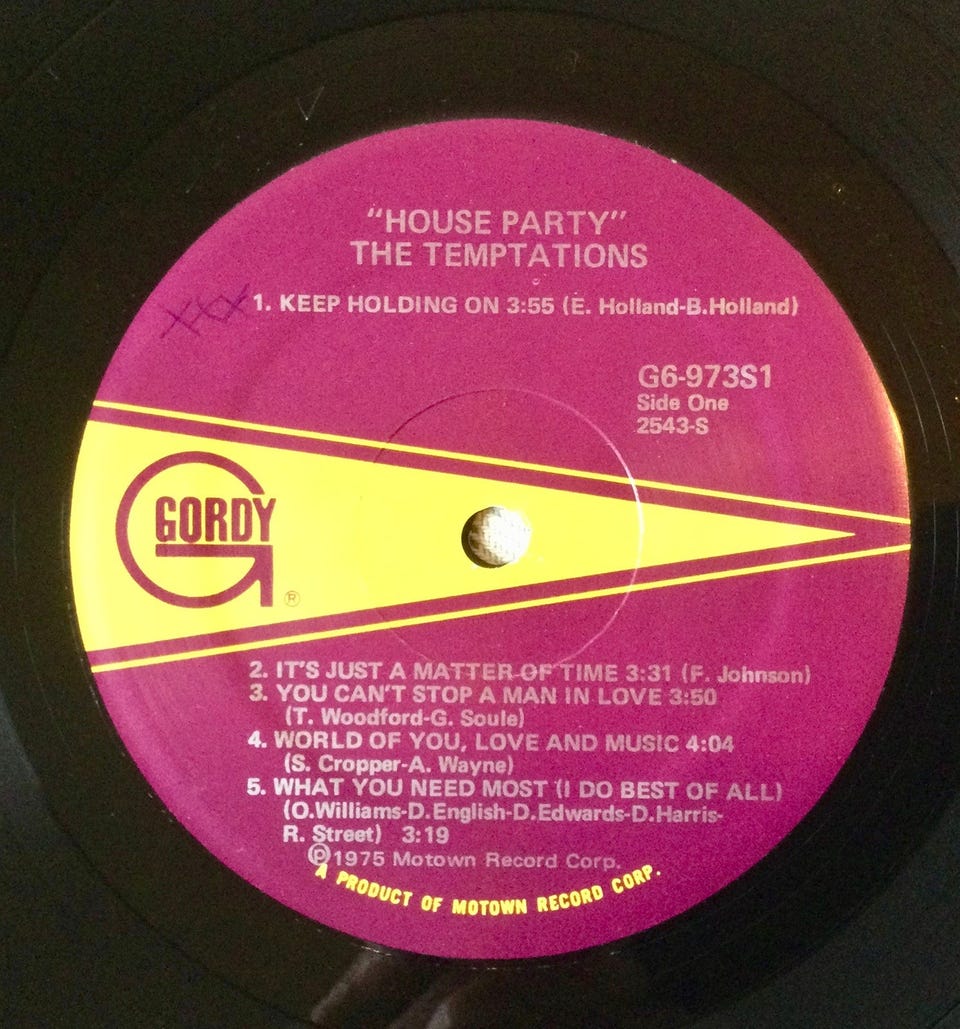 "HOUSE PARTY"
THE TEMPTATIONS
XXX
1. KEEP HOLDING ON 3:55 (E. Holland-B.Holland)
G6-973S1
Side One
2543-S
GORDY
®
2. IT'S JUST A MATTER OF TIME 3:31 (F. Johnson)
3. YOU CAN'T STOP A MAN IN LOVE 3:50
(T. Woodford-G. Soule)
4. WORLD OF YOU, LOVE AND MUSIC 4:04
(S. Cropper-A. Wayne)
5. WHAT YOU NEED MOST (I DO BEST OF ALL)
(O.Williams-D.English-D.Edwards-D.Harris-
R. Street) 3:19
℗1975 Motown Record Corp.
A PRODUCT OF MOTOWN RECORD CORP.